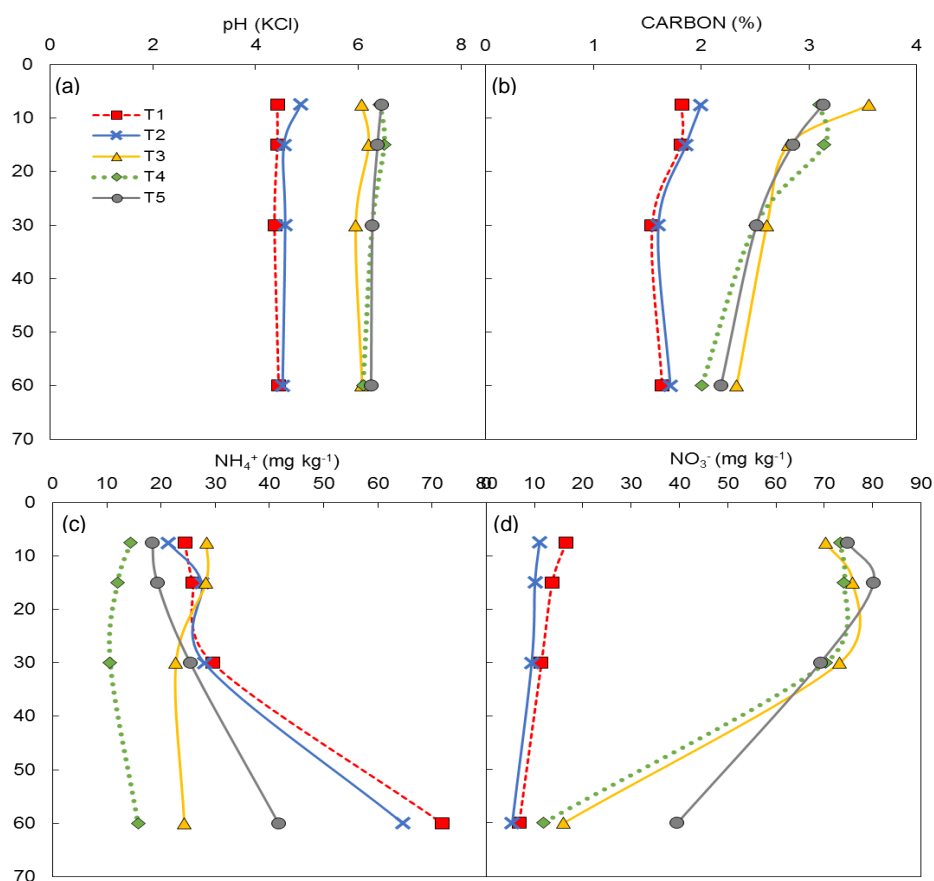 pH (KCl) CARBON (%)
0 2 4 6 8 0 1 2 3 4
0
(a) (b)
10
T1
T2
T3
T4
T5
20
30
40
50
60
70
NH₄⁺ (mg kg⁻¹) NO₃⁻ (mg kg⁻¹)
0 10 20 30 40 50 60 70 80 0 10 20 30 40 50 60 70 80 90
0
(c) (d)
10
20
30
40
50
60
70